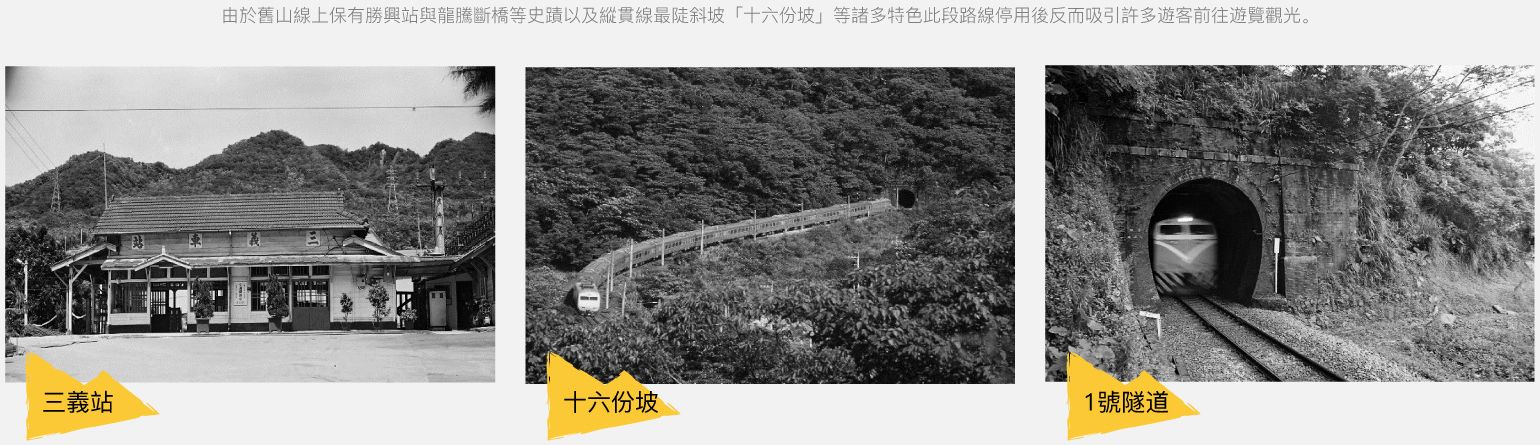 由於舊山線上保有勝興站與龍騰斷橋等史蹟以及縱貫線最陡斜坡「十六份坡」等諸多特色此段路線停用後反而吸引許多遊客前往遊覽觀光。
站車義三
三義站
十六份坡
1號隧道